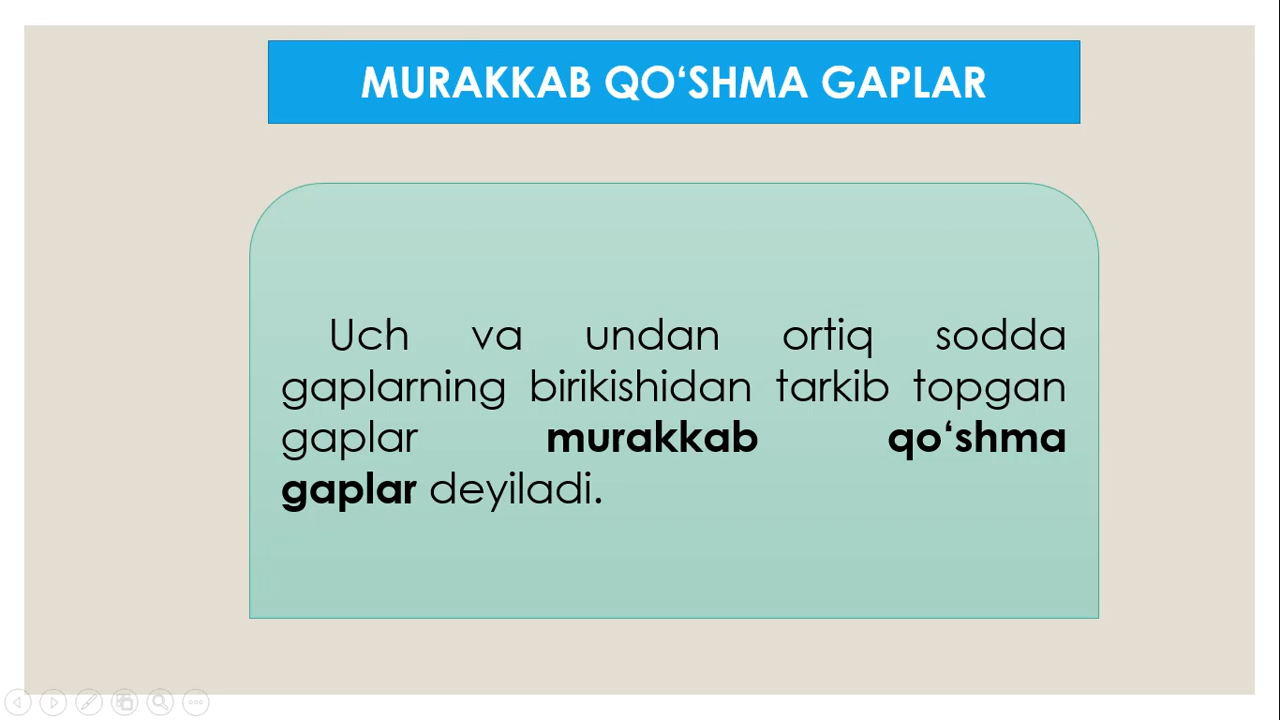 MURAKKAB QO‘SHMA GAPLAR
Uch va undan ortiq sodda
gaplarning birikishidan tarkib topgan
gaplar murakkab qo‘shma
gaplar deyiladi.